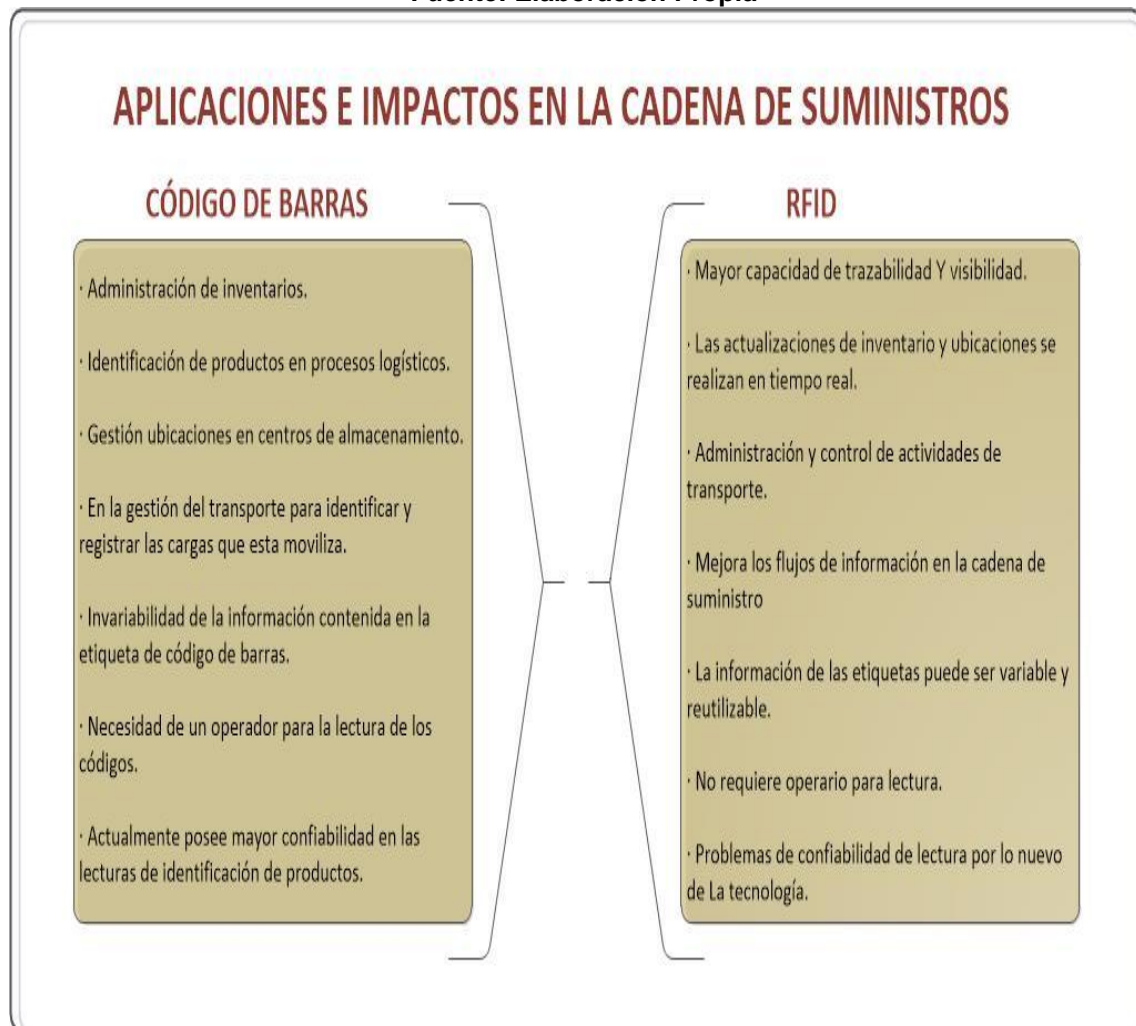 Fuente: Elaboración Propia
APLICACIONES E IMPACTOS EN LA CADENA DE SUMINISTROS
CÓDIGO DE BARRAS
· Administración de inventarios.
· Identificación de productos en procesos logísticos.
· Gestión ubicaciones en centros de almacenamiento.
· En la gestión del transporte para identificar y
registrar las cargas que esta moviliza.
· Invariabilidad de la información contenida en la
etiqueta de código de barras.
· Necesidad de un operador para la lectura de los
códigos.
· Actualmente posee mayor confiabilidad en las
lecturas de identificación de productos.
RFID
· Mayor capacidad de trazabilidad Y visibilidad.
· Las actualizaciones de inventario y ubicaciones se
realizan en tiempo real.
· Administración y control de actividades de
transporte.
· Mejora los flujos de información en la cadena de
suministro
· La información de las etiquetas puede ser variable y
reutilizable.
· No requiere operario para lectura.
· Problemas de confiabilidad de lectura por lo nuevo
de La tecnología.